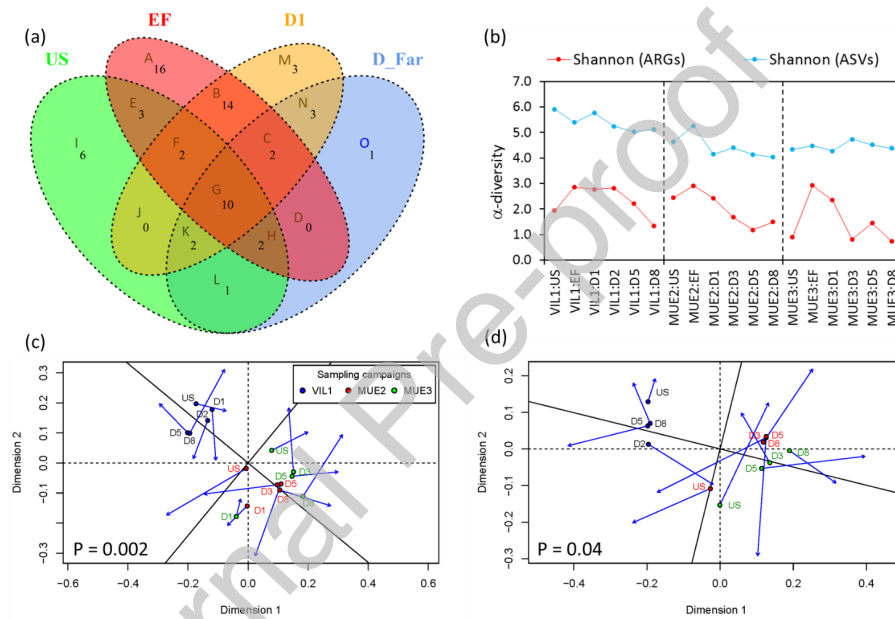 (a)
EF
D1
US
D_Far
A
16
M
3
B
14
E
3
N
3
I
6
F
2
C
2
O
1
G
10
J
0
D
0
K
2
H
2
L
1
(b)
Shannon (ARGs)
Shannon (ASVs)
α-diversity
7.0
6.0
5.0
4.0
3.0
2.0
1.0
0.0
VIL1:US
VIL1:EF
VIL1:D1
VIL1:D2
VIL1:D5
VIL1:D8
MUE2:US
MUE2:EF
MUE2:D1
MUE2:D3
MUE2:D5
MUE2:D8
MUE3:US
MUE3:EF
MUE3:D1
MUE3:D3
MUE3:D5
MUE3:D8
(c)
Sampling campaigns
VIL1
MUE2
MUE3
US
D1
D2
D5
D8
US
US
D3
D5
D3
D5
D8
D8
D1
D1
P = 0.002
Dimension 2
0.3
0.2
0.1
0.0
−0.1
−0.3
−0.6
−0.4
−0.2
0.0
0.2
0.4
0.6
Dimension 1
(d)
US
D5
D8
D2
US
US
D3
D5
D8
D8
D3
D5
P = 0.04
Dimension 2
0.2
0.1
0.0
−0.1
−0.2
−0.3
−0.4
−0.2
0.0
0.2
0.4
Dimension 1
rnal Pre-proof